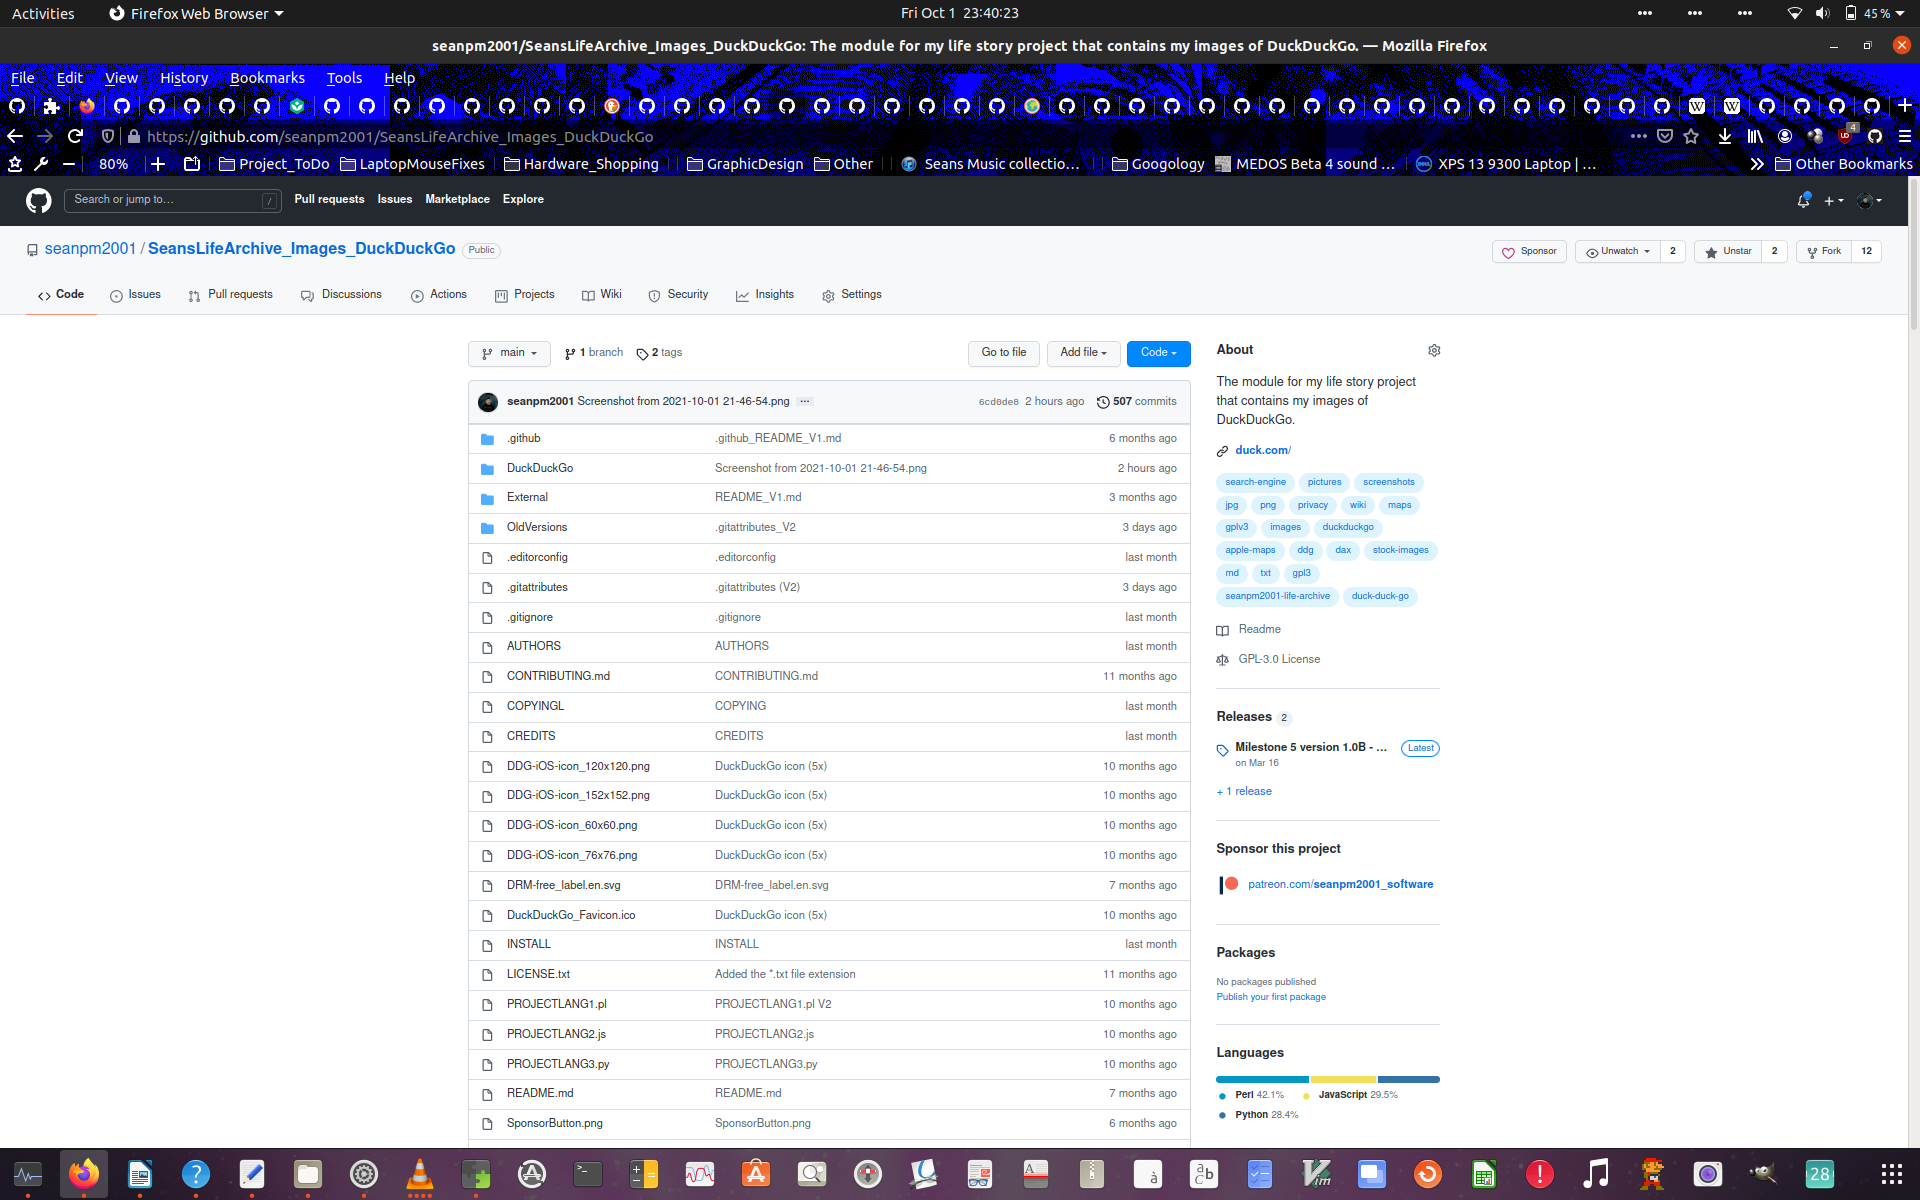 Activities Firefox Web Browser Fri Oct 1 23:40:23 45 %
seanpm2001/SeansLifeArchive_Images_DuckDuckGo: The module for my life story project that contains my images of DuckDuckGo. — Mozilla Firefox
File Edit View History Bookmarks Tools Help
https://github.com/seanpm2001/SeansLifeArchive_Images_DuckDuckGo 4
80% Project_ToDo LaptopMouseFixes Hardware_Shopping GraphicDesign Other Seans Music collectio… Googology MEDOS Beta 4 sound … XPS 13 9300 Laptop | … Other Bookmarks
Search or jump to… / Pull requests Issues Marketplace Explore
seanpm2001 / SeansLifeArchive_Images_DuckDuckGo Public Sponsor Unwatch 2 Unstar 2 Fork 12
Code Issues Pull requests Discussions Actions Projects Wiki Security Insights Settings
main 1 branch 2 tags Go to file Add file Code
seanpm2001 Screenshot from 2021-10-01 21-46-54.png ... 6cd0de8 2 hours ago 507 commits
.github .github_README_V1.md 6 months ago
DuckDuckGo Screenshot from 2021-10-01 21-46-54.png 2 hours ago
External README_V1.md 3 months ago
OldVersions .gitattributes_V2 3 days ago
.editorconfig .editorconfig last month
.gitattributes .gitattributes (V2) 3 days ago
.gitignore .gitignore last month
AUTHORS AUTHORS last month
CONTRIBUTING.md CONTRIBUTING.md 11 months ago
COPYINGL COPYING last month
CREDITS CREDITS last month
DDG-iOS-icon_120x120.png DuckDuckGo icon (5x) 10 months ago
DDG-iOS-icon_152x152.png DuckDuckGo icon (5x) 10 months ago
DDG-iOS-icon_60x60.png DuckDuckGo icon (5x) 10 months ago
DDG-iOS-icon_76x76.png DuckDuckGo icon (5x) 10 months ago
DRM-free_label.en.svg DRM-free_label.en.svg 7 months ago
DuckDuckGo_Favicon.ico DuckDuckGo icon (5x) 10 months ago
INSTALL INSTALL last month
LICENSE.txt Added the *.txt file extension 11 months ago
PROJECTLANG1.pl PROJECTLANG1.pl V2 10 months ago
PROJECTLANG2.js PROJECTLANG2.js 10 months ago
PROJECTLANG3.py PROJECTLANG3.py 10 months ago
README.md README.md 7 months ago
SponsorButton.png SponsorButton.png 6 months ago
About
The module for my life story project
that contains my images of
DuckDuckGo.
duck.com/
search-engine pictures screenshots
jpg png privacy wiki maps
gplv3 images duckduckgo
apple-maps ddg dax stock-images
md txt gpl3
seanpm2001-life-archive duck-duck-go
Readme
GPL-3.0 License
Releases 2
Milestone 5 version 1.0B - ... Latest
on Mar 16
+ 1 release
Sponsor this project
patreon.com/seanpm2001_software
Packages
No packages published
Publish your first package
Languages
Perl 42.1% JavaScript 29.5%
Python 28.4%
28